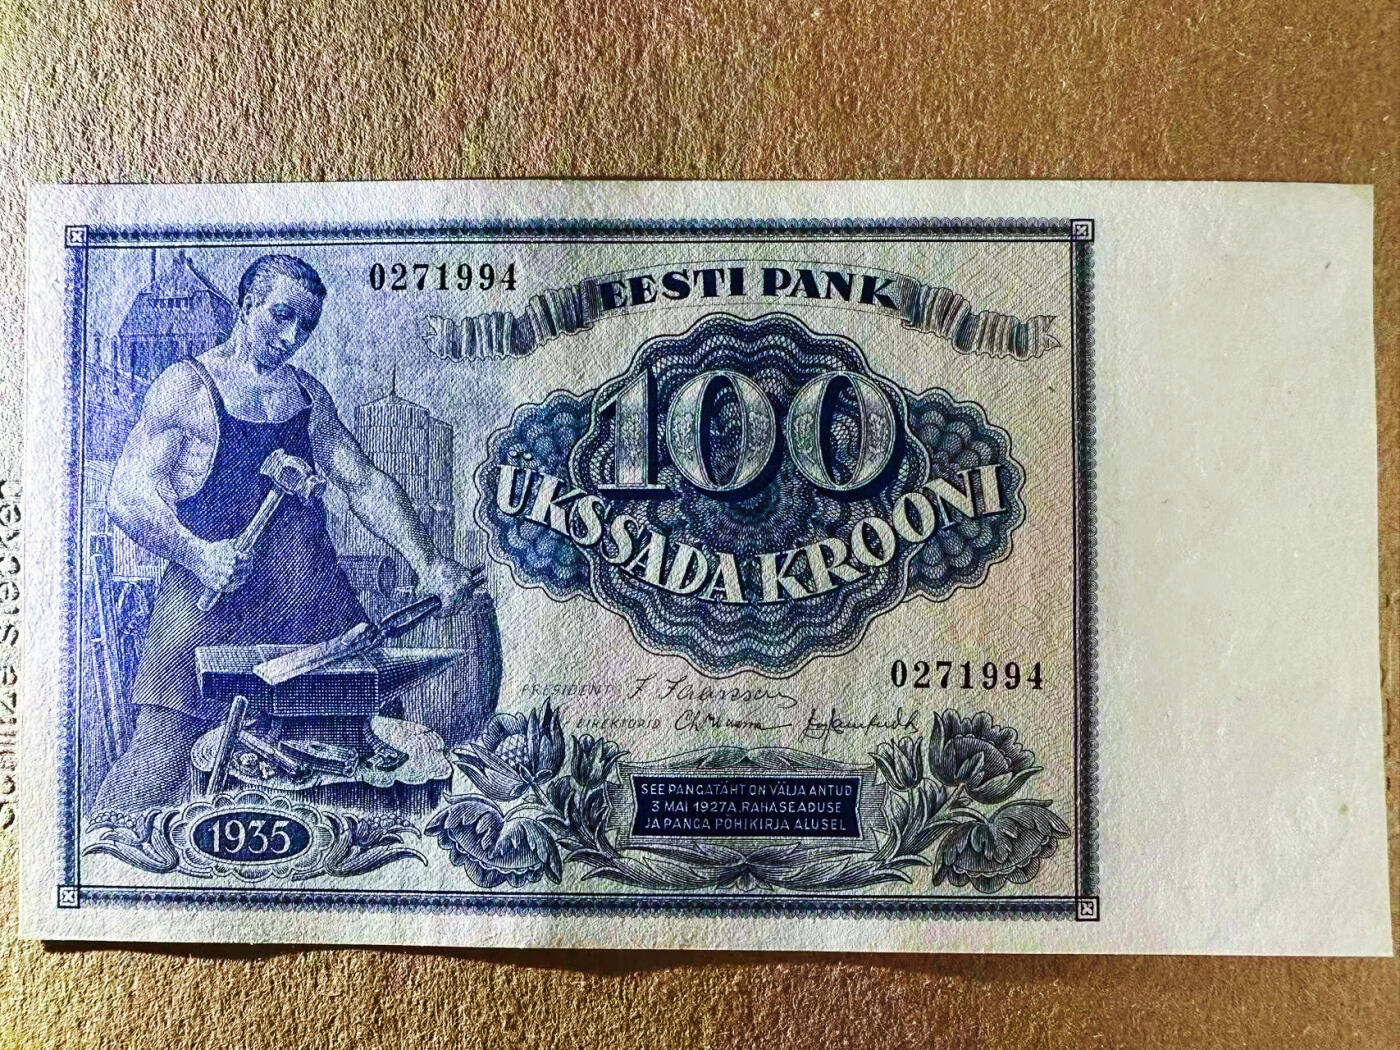 0271994
EESTI PANK
100
ÜKSSADA KROONI
0271994
PRESIDENT
DIREKTORID
SEE PANGATÄHT ON VÄLJA ANTUD
3 MAI 1927 A. RAHASEADUSE
JA PANGA PÕHIKIRJA ALUSEL
1935